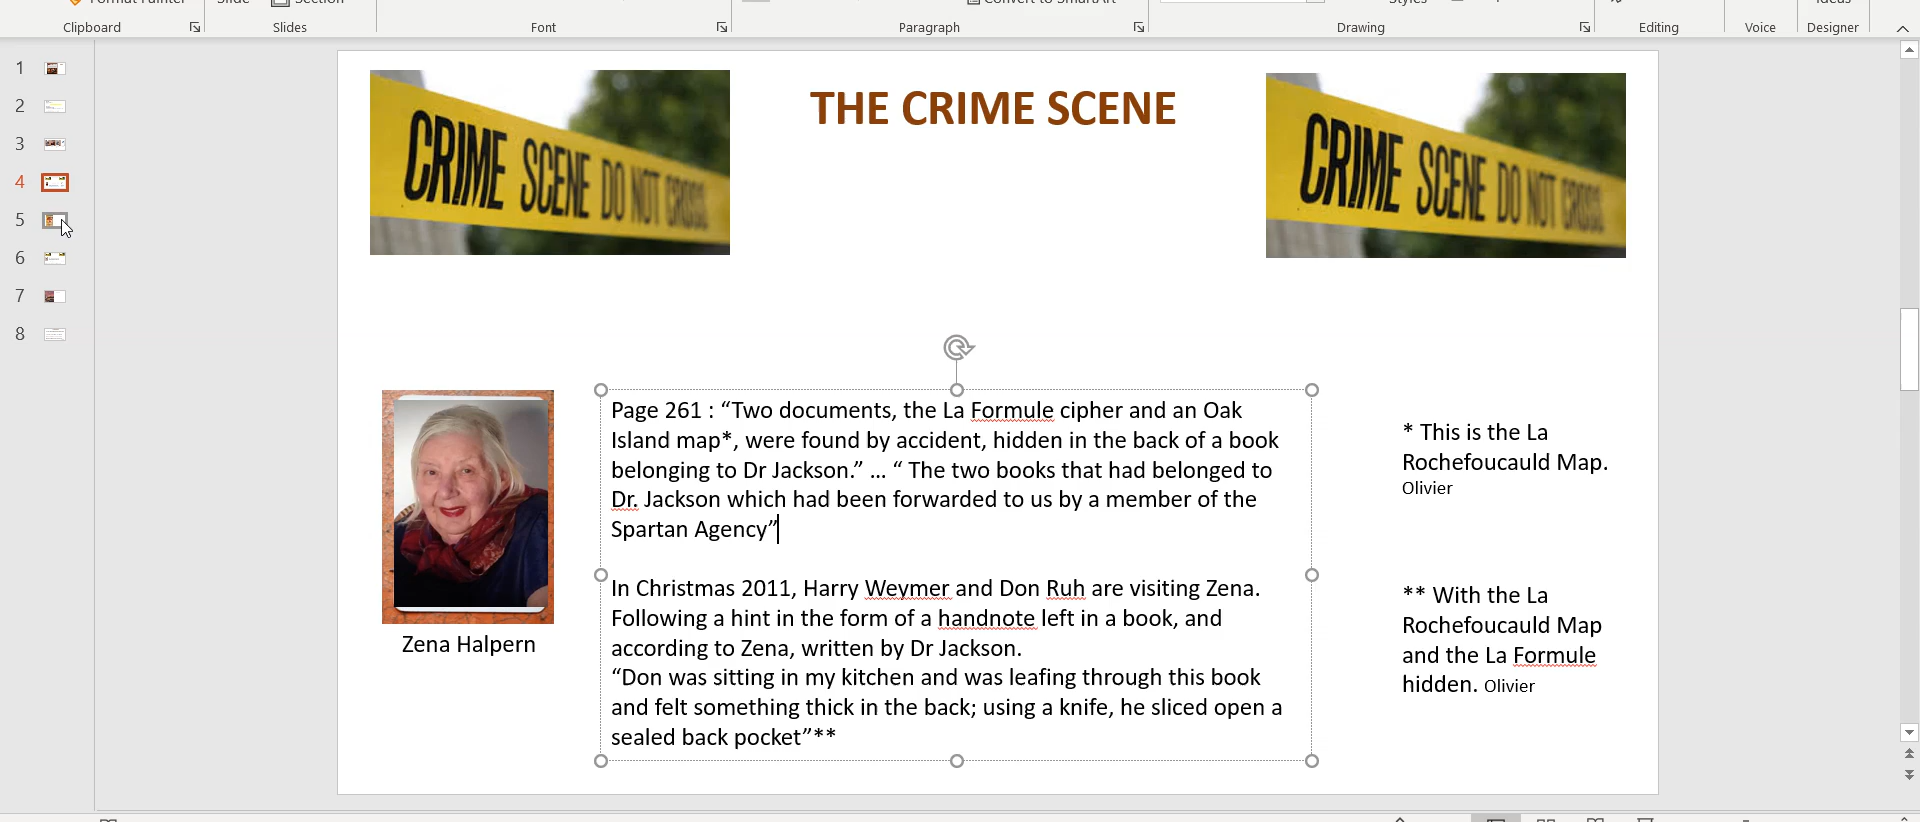 Clipboard
Slides
Font
Paragraph
Drawing
Editing
Voice
Designer
1
2
3
4
5
6
7
8
CRIME SCENE DO NOT CROSS
THE CRIME SCENE
CRIME SCENE DO NOT CROSS
Page 261 : “Two documents, the La Formule cipher and an Oak
Island map*, were found by accident, hidden in the back of a book
belonging to Dr Jackson.” … “ The two books that had belonged to
Dr. Jackson which had been forwarded to us by a member of the
Spartan Agency”
In Christmas 2011, Harry Weymer and Don Ruh are visiting Zena.
Following a hint in the form of a handnote left in a book, and
according to Zena, written by Dr Jackson.
“Don was sitting in my kitchen and was leafing through this book
and felt something thick in the back; using a knife, he sliced open a
sealed back pocket”**
Zena Halpern
* This is the La
Rochefoucauld Map.
Olivier
** With the La
Rochefoucauld Map
and the La Formule
hidden. Olivier